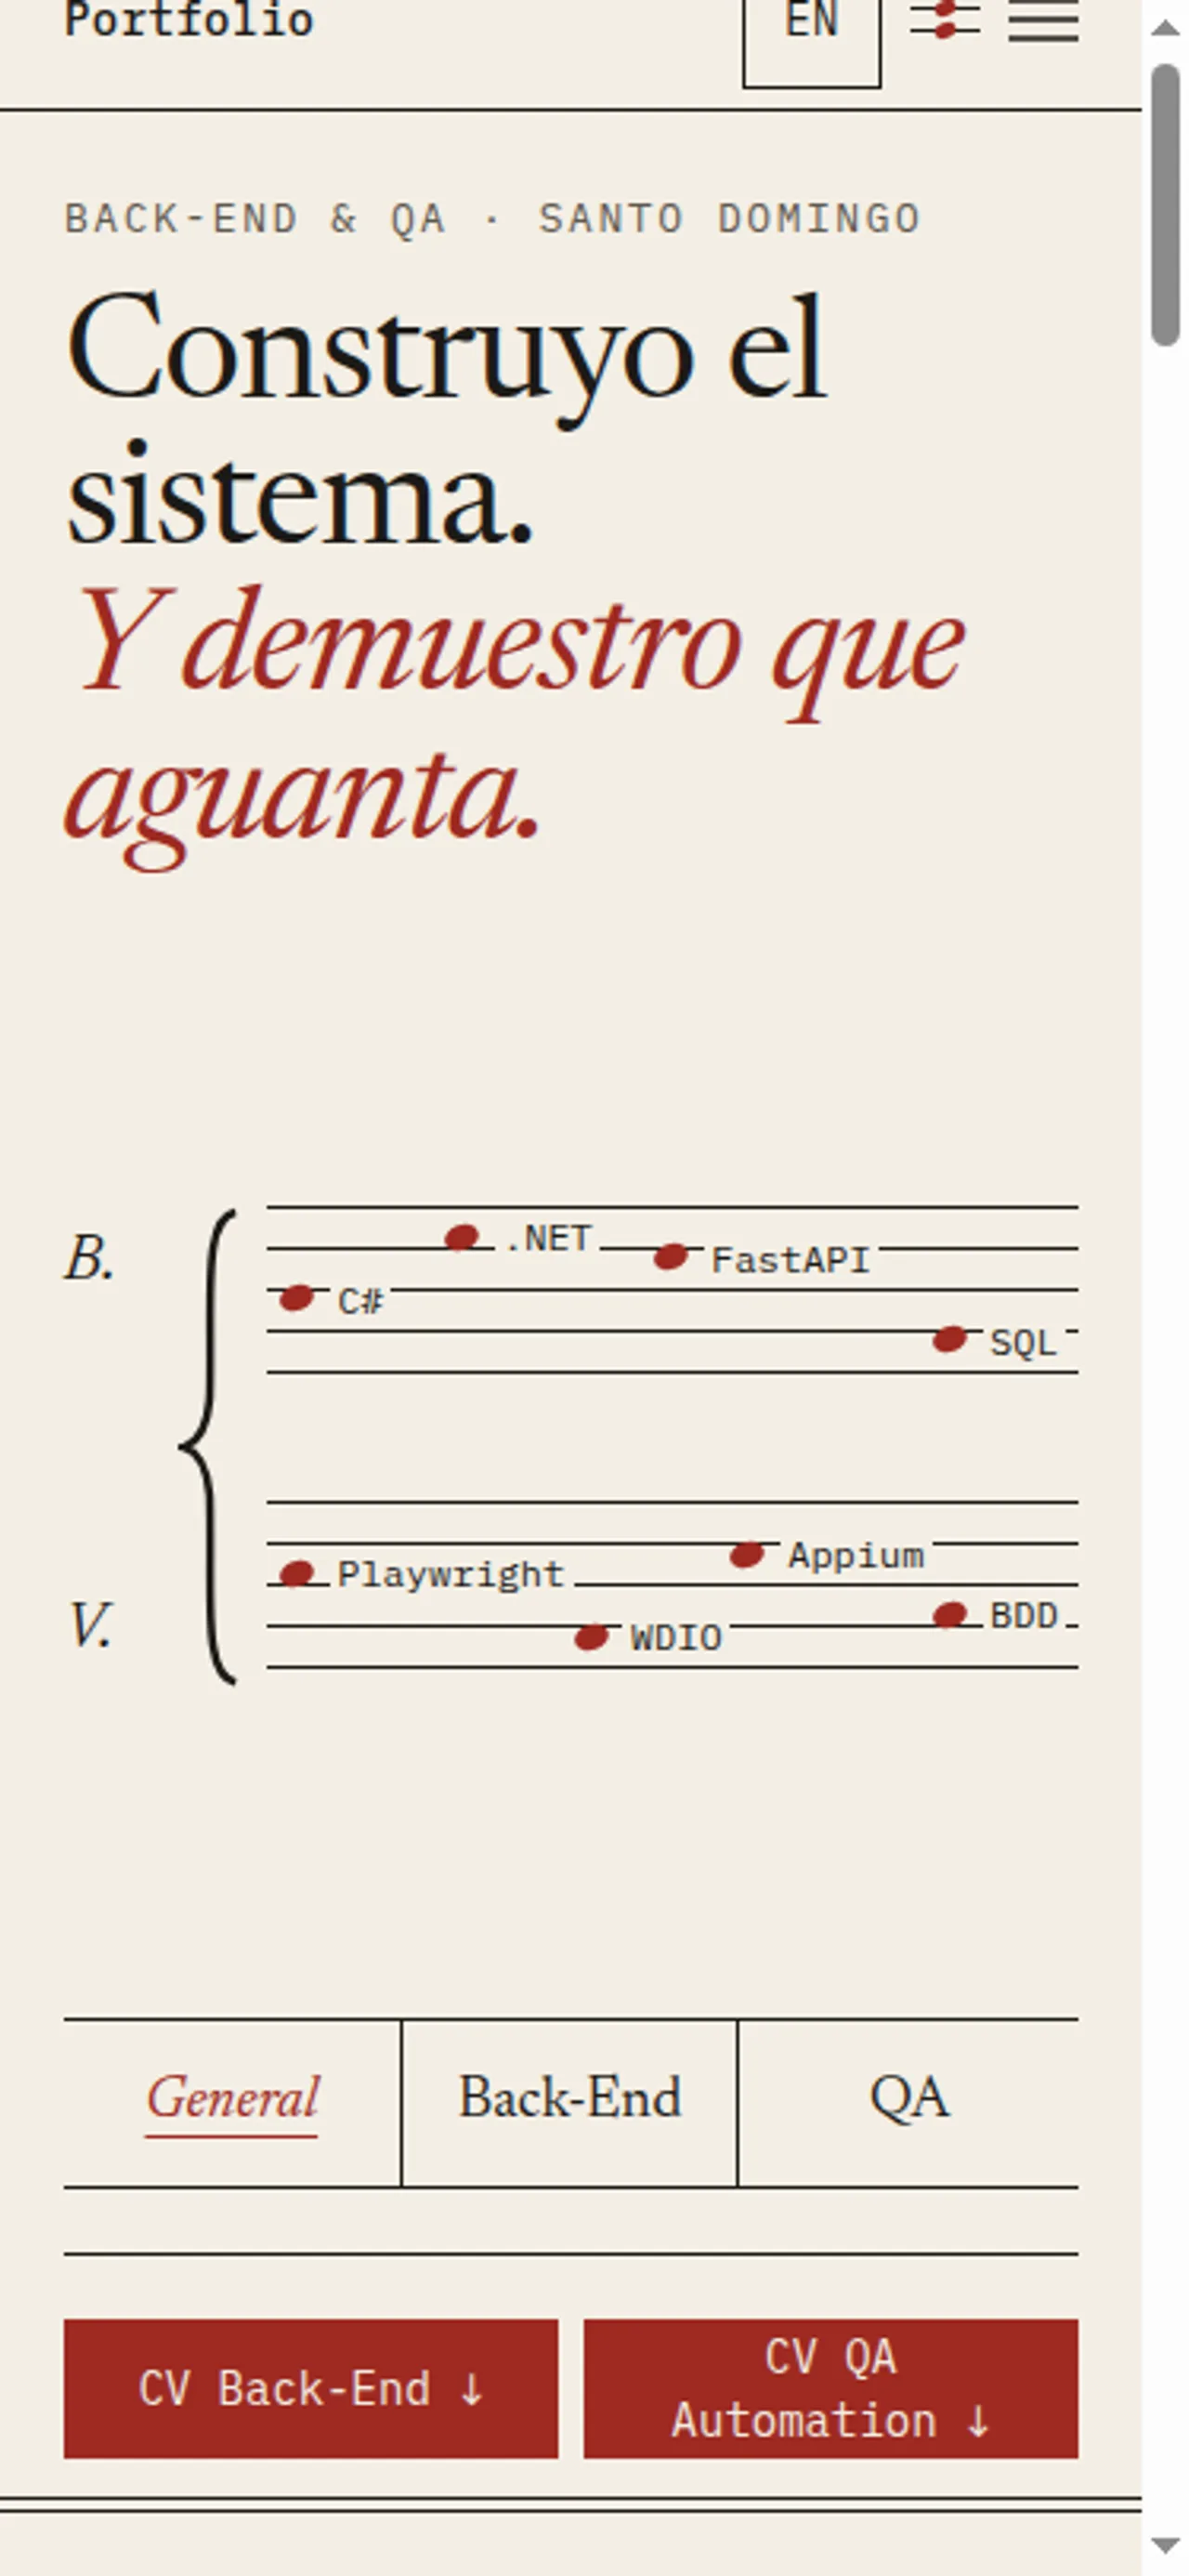 Portfolio
EN
BACK-END & QA · SANTO DOMINGO
Construyo el
sistema.
Y demuestro que
aguanta.
B.
.NET
FastAPI
C#
SQL
Appium
Playwright
V.
BDD
WDIO
General
Back-End
QA
CV Back-End ↓
CV QA
Automation ↓